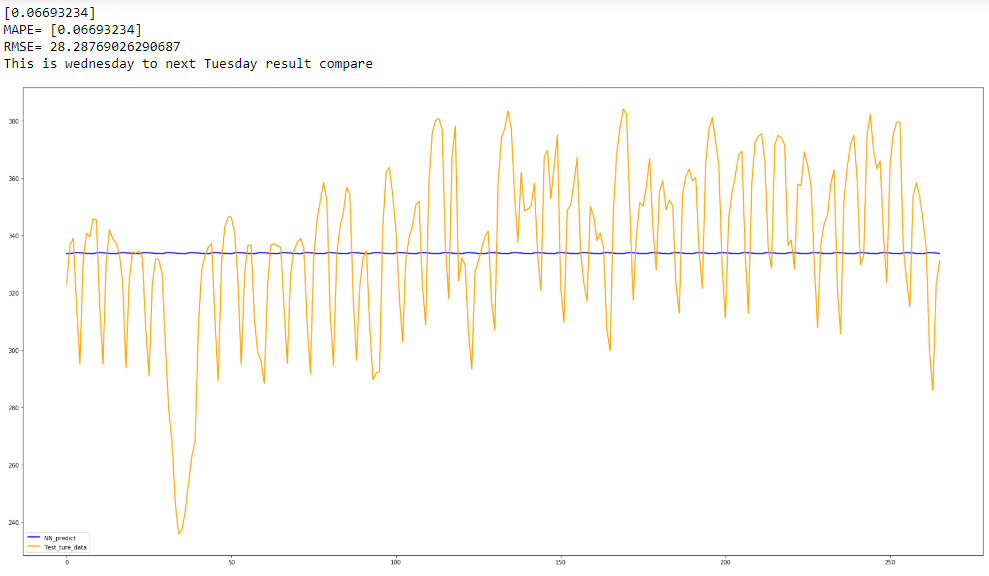 [0.06693234]
MAPE= [0.06693234]
RMSE= 28.28769026290687
This is wednesday to next Tuesday result compare
380
360
340
320
300
280
260
240
NN_predict
Test_ture_data
0 50 100 150 200 250